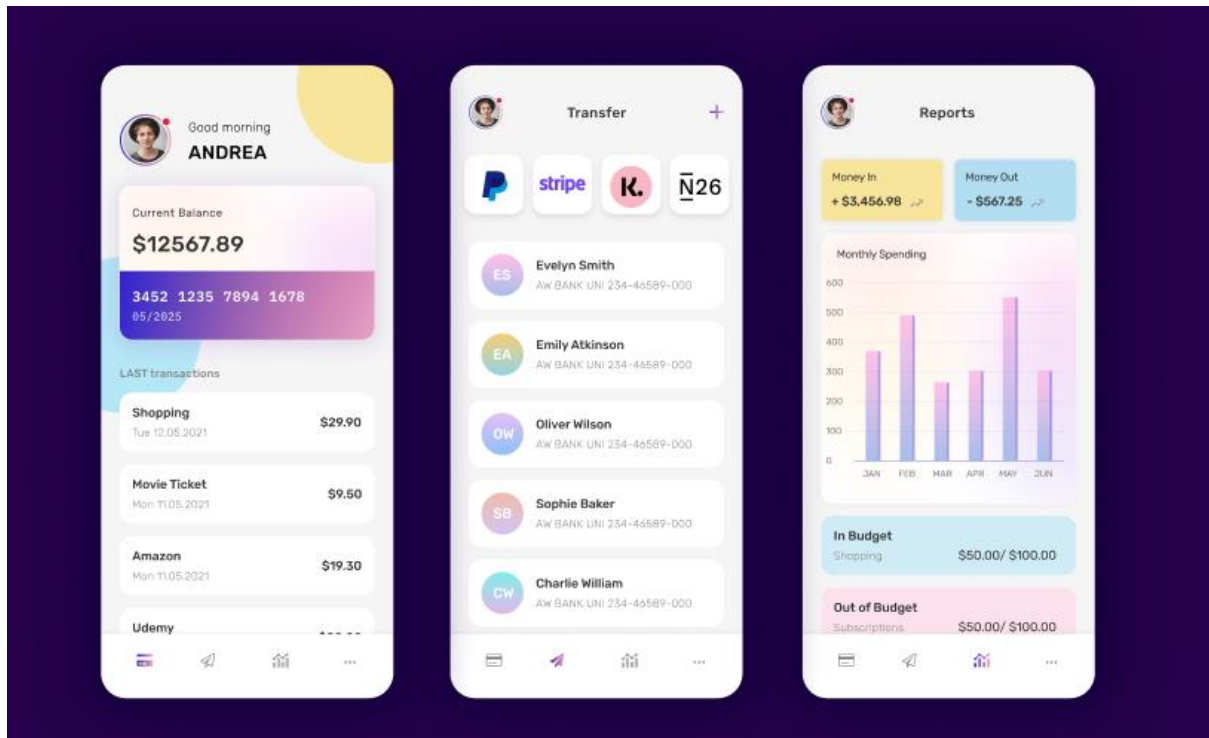 Good morning
ANDREA
Current Balance
$12567.89
3452 1235 7894 1678
05/2025
LAST transactions
Shopping
$29.90
Tue 12.05.2021
Movie Ticket
$9.50
Mon 11.05.2021
Amazon
$19.30
Mon 11.05.2021
Udemy
Transfer
+
stripe
K.
N26
ES
Evelyn Smith
AW BANK UNI 234-46589-000
EA
Emily Atkinson
AW BANK UNI 234-46589-000
OW
Oliver Wilson
AW BANK UNI 234-46589-000
SB
Sophie Baker
AW BANK UNI 234-46589-000
CW
Charlie William
AW BANK UNI 234-46589-000
Reports
Money In
+ $3,456.98
Money Out
- $567.25
Monthly Spending
600
500
400
300
200
100
0
JAN FEB MAR APR MAY JUN
In Budget
Shopping
$50.00/ $100.00
Out of Budget
Subscriptions
$50.00/ $100.00